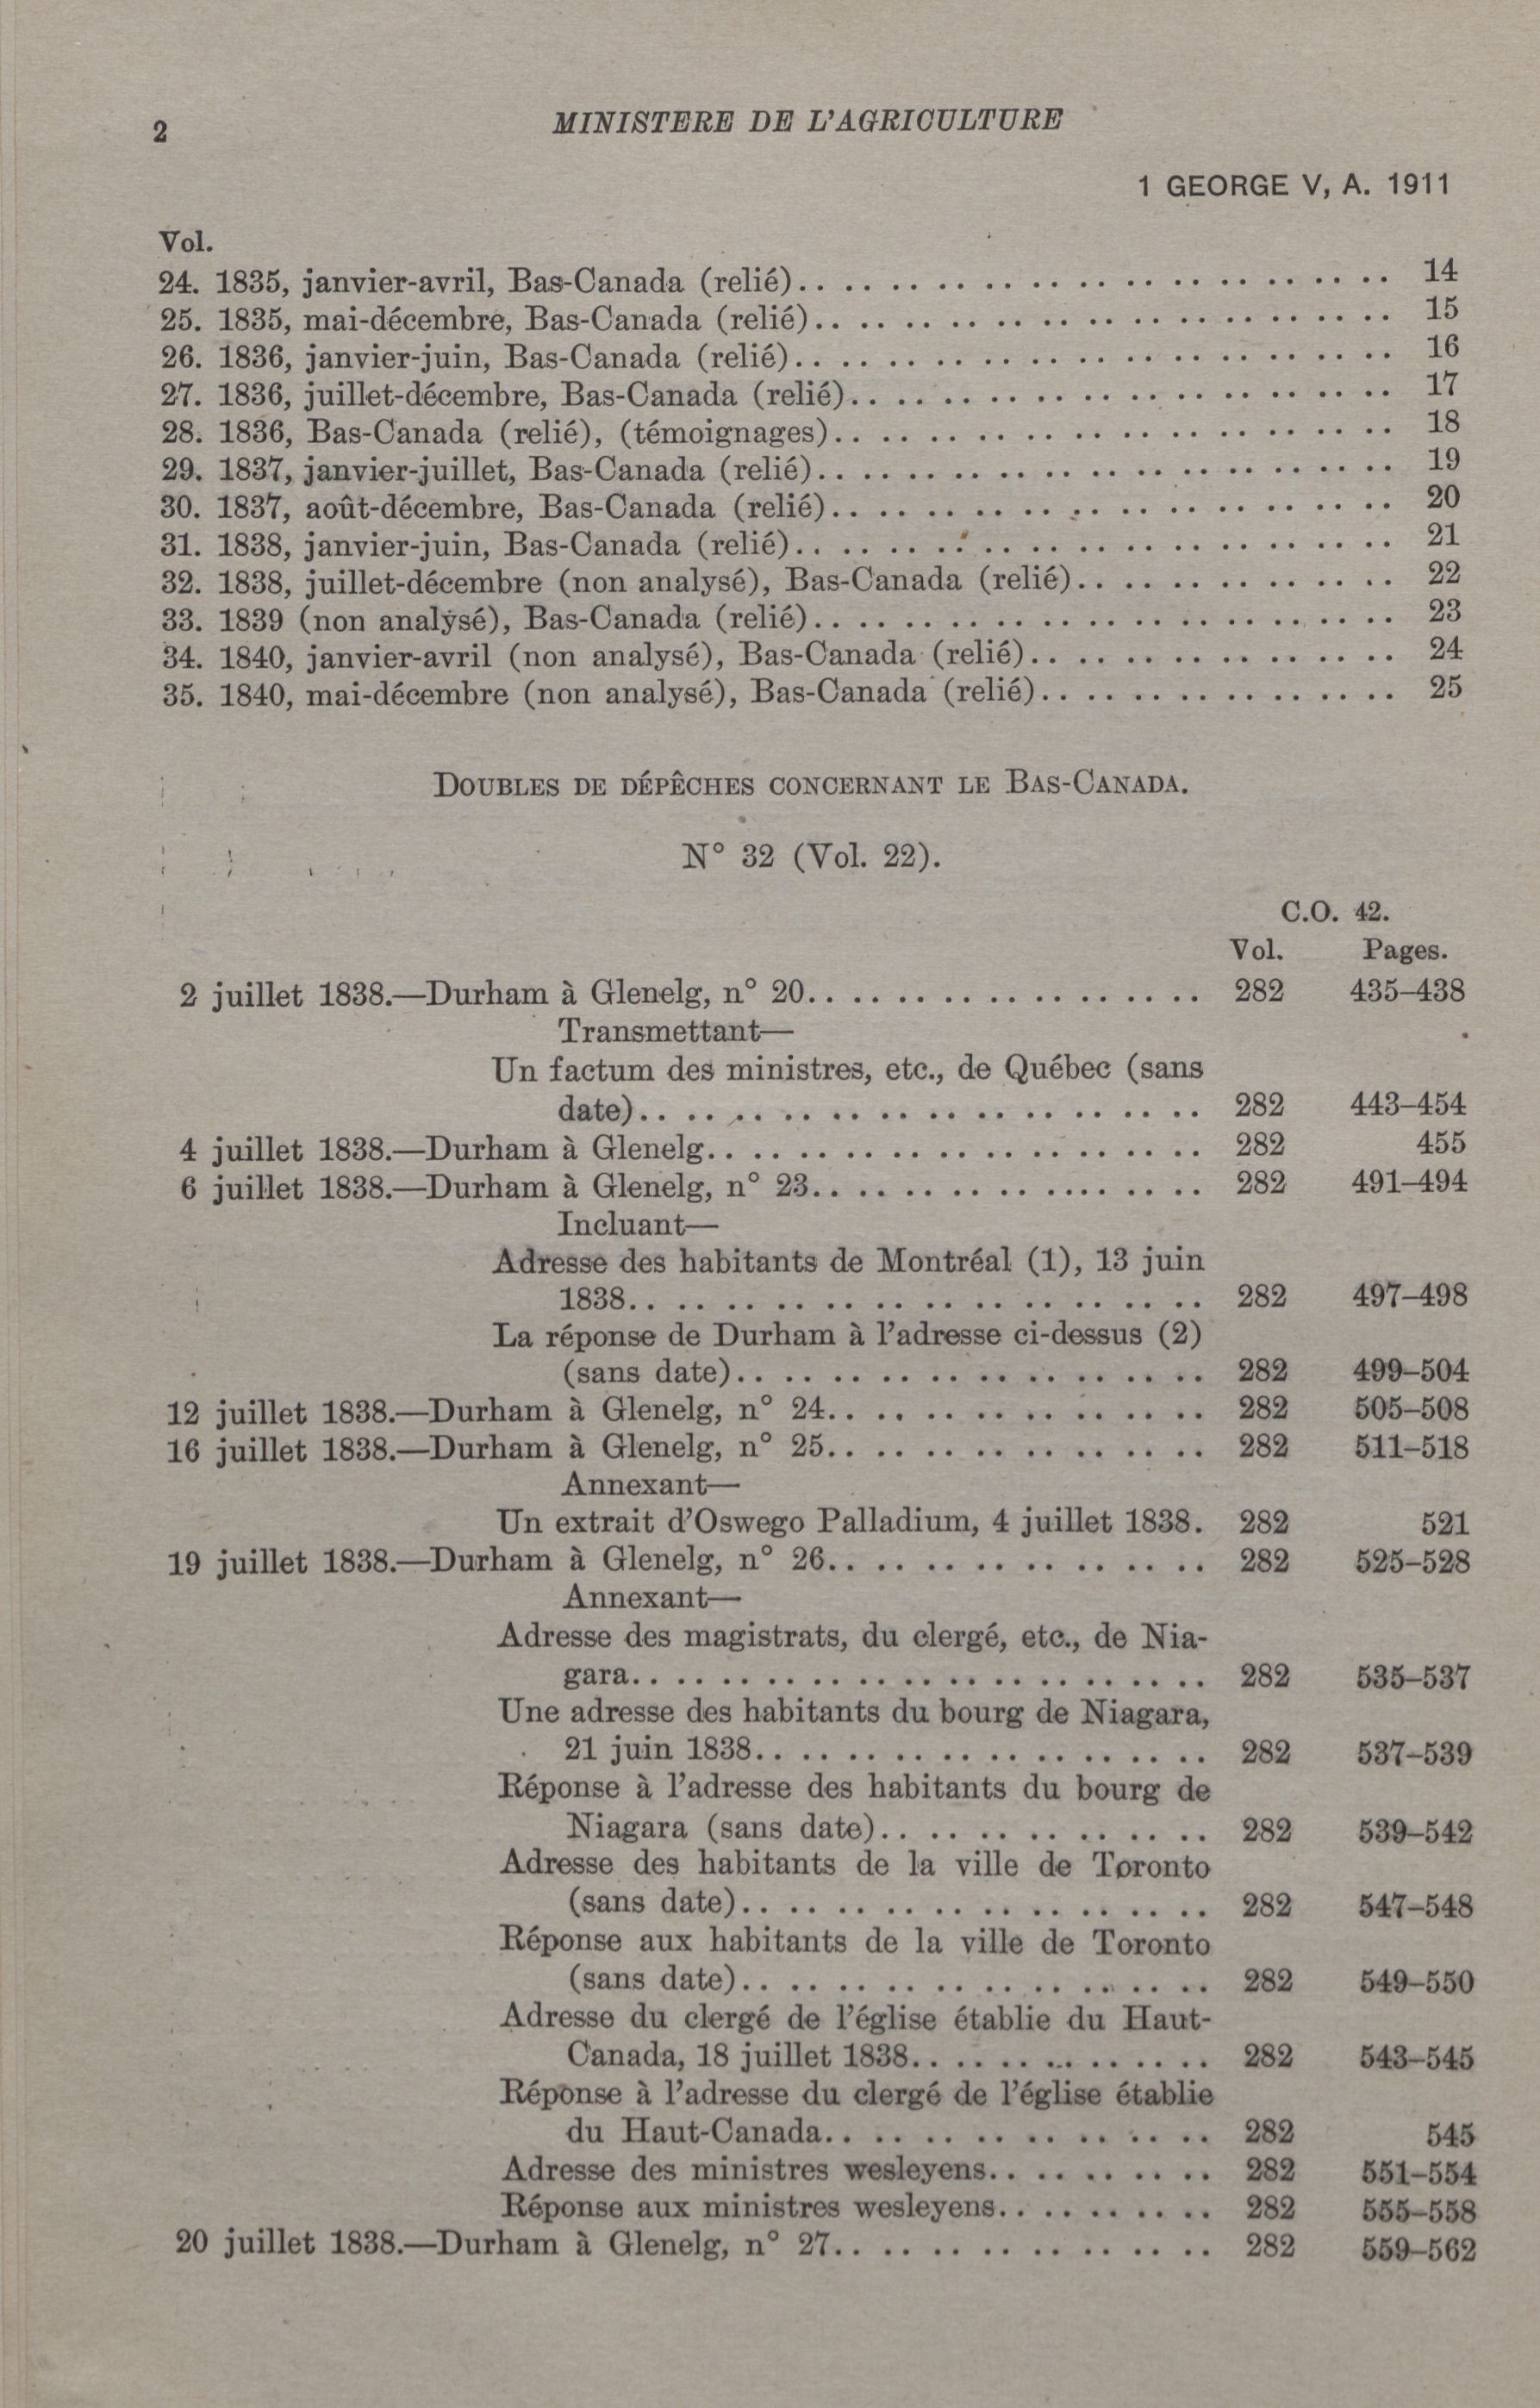 2 MINISTERE DE L'AGRICULTURE
1 GEORGE V, A. 1911
Vol.
24. 1835, janvier-avril, Bas-Canada (relié).. 14
25. 1835, mai-décembre, Bas-Canada (relié).. 15
26. 1836, janvier-juin, Bas-Canada (relié).. 16
27. 1836, juillet-décembre, Bas-Canada (relié).. 17
28. 1836, Bas-Canada (relié), (témoignages).. 18
29. 1837, janvier-juillet, Bas-Canada (relié).. 19
30. 1837, août-décembre, Bas-Canada (relié).. 20
31. 1838, janvier-juin, Bas-Canada (relié).. 21
32. 1838, juillet-décembre (non analysé), Bas-Canada (relié).. 22
33. 1839 (non analysé), Bas-Canada (relié).. 23
34. 1840, janvier-avril (non analysé), Bas-Canada (relié).. 24
35. 1840, mai-décembre (non analysé), Bas-Canada (relié).. 25
DOUBLES DE DÉPÊCHES CONCERNANT LE BAS-CANADA.
N° 32 (Vol. 22).
C.O. 42.
Vol. Pages.
2 juillet 1838.—Durham à Glenelg, n° 20.. 282 435–438
Transmettant—
Un factum des ministres, etc., de Québec (sans
date).. 282 443–454
4 juillet 1838.—Durham à Glenelg.. 282 455
6 juillet 1838.—Durham à Glenelg, n° 23.. 282 491–494
Incluant—
Adresse des habitants de Montréal (1), 13 juin
1838.. 282 497–498
La réponse de Durham à l'adresse ci-dessus (2)
(sans date).. 282 499–504
12 juillet 1838.—Durham à Glenelg, n° 24.. 282 505–508
16 juillet 1838.—Durham à Glenelg, n° 25.. 282 511–518
Annexant—
Un extrait d'Oswego Palladium, 4 juillet 1838. 282 521
19 juillet 1838.—Durham à Glenelg, n° 26.. 282 525–528
Annexant—
Adresse des magistrats, du clergé, etc., de Nia-
gara.. 282 535–537
Une adresse des habitants du bourg de Niagara,
21 juin 1838.. 282 537–539
Réponse à l'adresse des habitants du bourg de
Niagara (sans date).. 282 539–542
Adresse des habitants de la ville de Toronto
(sans date).. 282 547–548
Réponse aux habitants de la ville de Toronto
(sans date).. 282 549–550
Adresse du clergé de l'église établie du Haut-
Canada, 18 juillet 1838.. 282 543–545
Réponse à l'adresse du clergé de l'église établie
du Haut-Canada.. 282 545
Adresse des ministres wesleyens.. 282 551–554
Réponse aux ministres wesleyens.. 282 555–558
20 juillet 1838.—Durham à Glenelg, n° 27.. 282 559–562